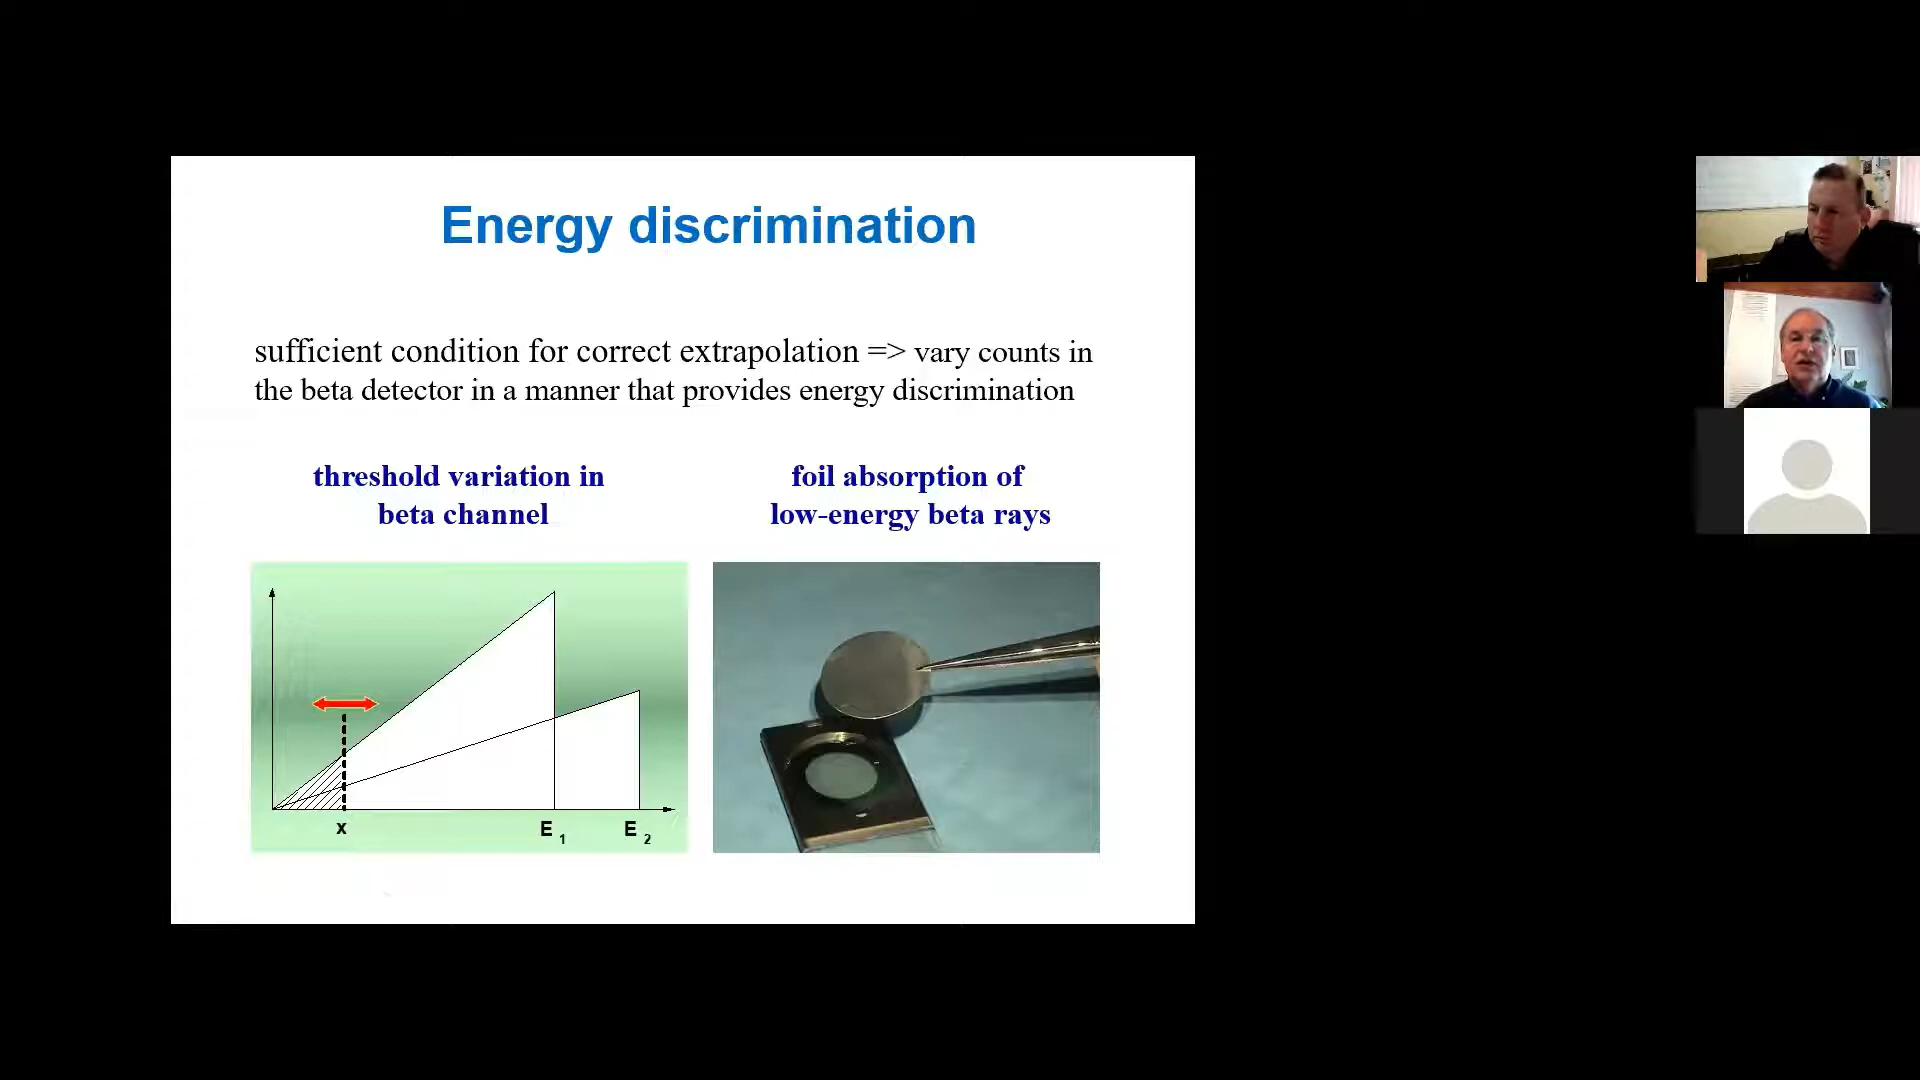 Energy discrimination
sufficient condition for correct extrapolation => vary counts in
the beta detector in a manner that provides energy discrimination
threshold variation in
beta channel
foil absorption of
low-energy beta rays
x
E 1
E 2